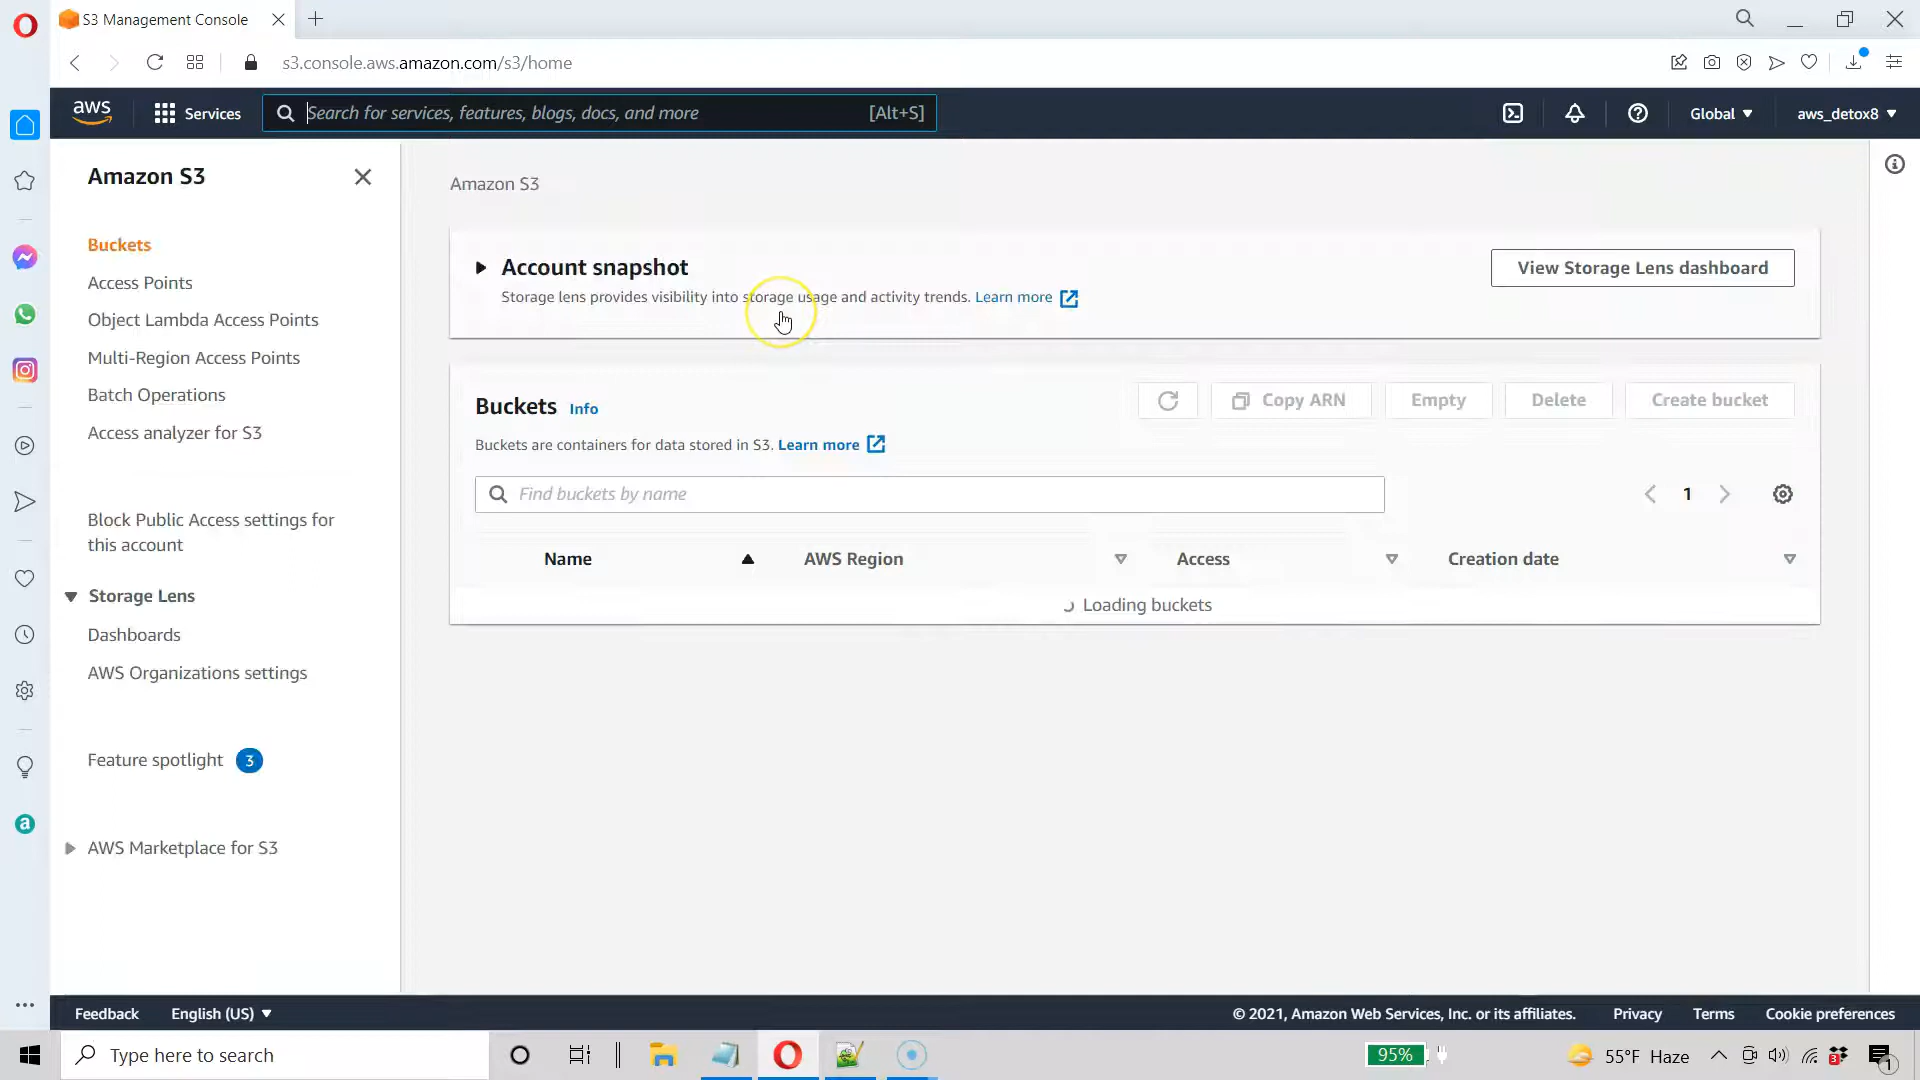 S3 Management Console
s3.console.aws.amazon.com/s3/home
aws
Services
Search for services, features, blogs, docs, and more
[Alt+S]
Global
aws_detox8
Amazon S3
Buckets
Access Points
Object Lambda Access Points
Multi-Region Access Points
Batch Operations
Access analyzer for S3
Block Public Access settings for
this account
Storage Lens
Dashboards
AWS Organizations settings
Feature spotlight 3
AWS Marketplace for S3
Amazon S3
Account snapshot
Storage lens provides visibility into storage usage and activity trends. Learn more
View Storage Lens dashboard
Buckets Info
Buckets are containers for data stored in S3. Learn more
Copy ARN
Empty
Delete
Create bucket
Find buckets by name
1
Name
AWS Region
Access
Creation date
Loading buckets
Feedback
English (US)
© 2021, Amazon Web Services, Inc. or its affiliates.
Privacy
Terms
Cookie preferences
Type here to search
95%
55°F Haze
3
1